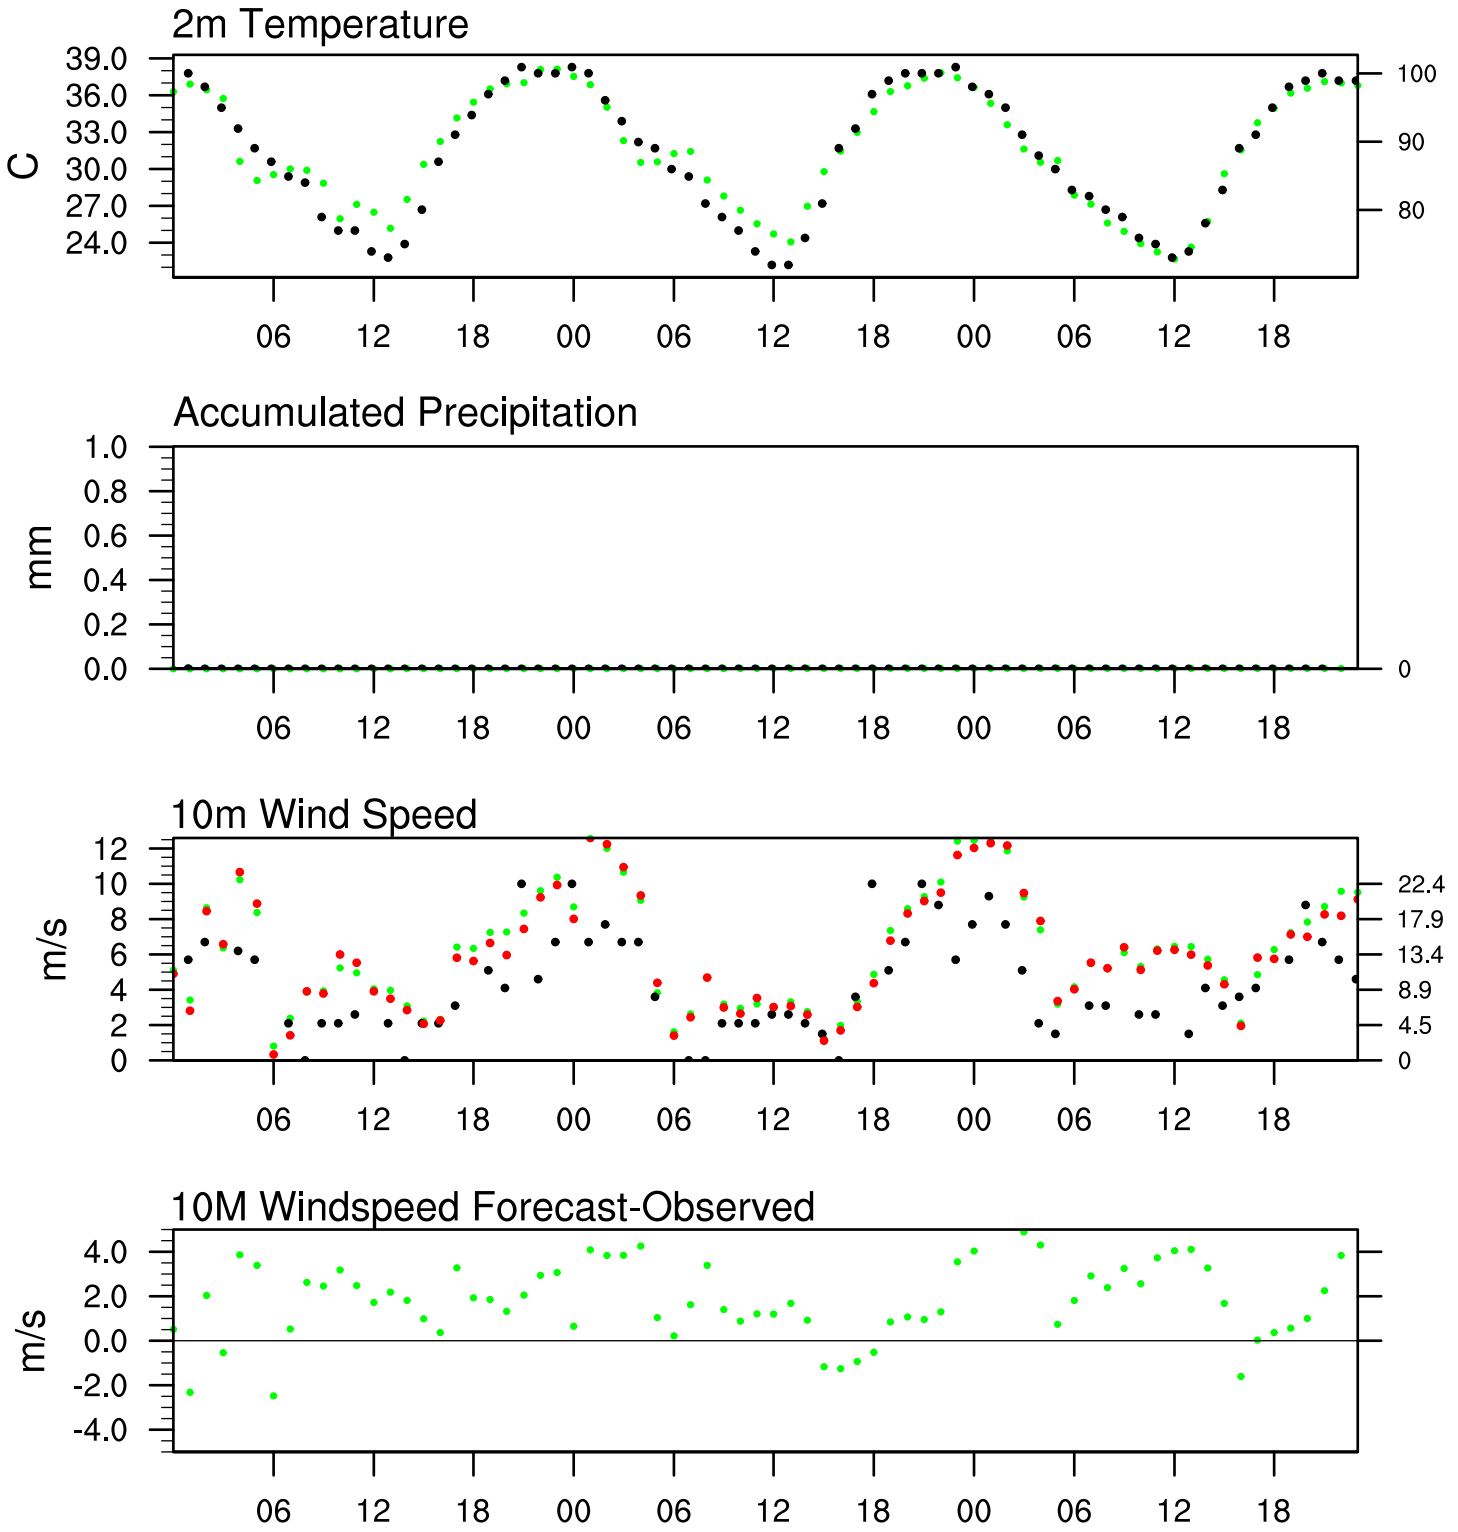 2m Temperature
39.0
36.0
33.0
30.0
27.0
24.0
C
100
90
80
06 12 18 00 06 12 18 00 06 12 18
Accumulated Precipitation
1.0
0.8
0.6
0.4
0.2
0.0
mm
0
06 12 18 00 06 12 18 00 06 12 18
10m Wind Speed
12
10
8
6
4
2
0
m/s
22.4
17.9
13.4
8.9
4.5
0
06 12 18 00 06 12 18 00 06 12 18
10M Windspeed Forecast-Observed
4.0
2.0
0.0
-2.0
-4.0
m/s
06 12 18 00 06 12 18 00 06 12 18